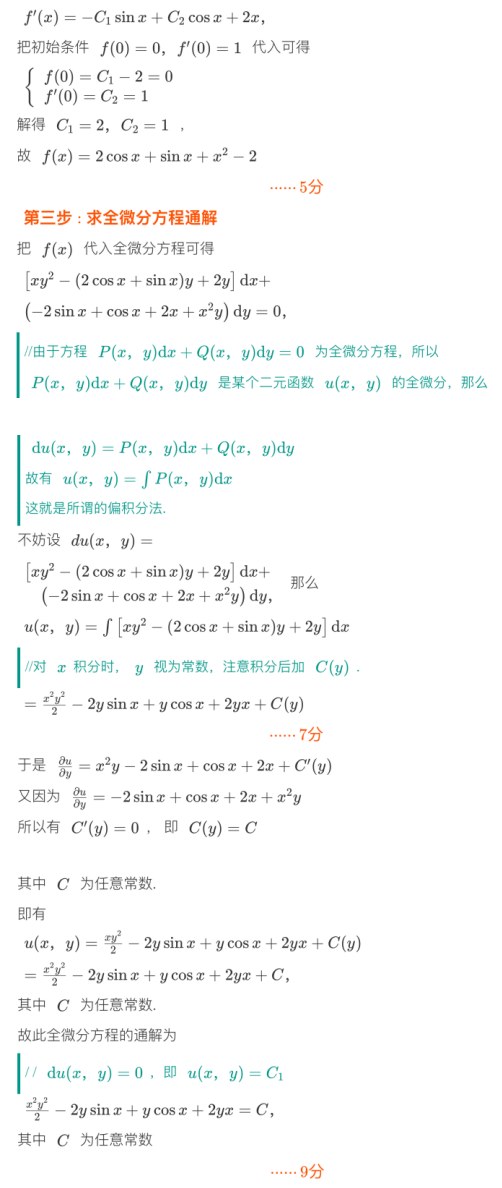 f′(x) = −C₁ sin x + C₂ cos x + 2x,
把初始条件 f(0) = 0, f′(0) = 1 代入可得
{ f(0) = C₁ − 2 = 0
f′(0) = C₂ = 1
解得 C₁ = 2, C₂ = 1 ,
故 f(x) = 2 cos x + sin x + x² − 2
······ 5分
第三步 : 求全微分方程通解
把 f(x) 代入全微分方程可得
[xy² − (2 cos x + sin x)y + 2y] dx+
(−2 sin x + cos x + 2x + x²y) dy = 0,
//由于方程 P(x, y)dx + Q(x, y)dy = 0 为全微分方程, 所以
P(x, y)dx + Q(x, y)dy 是某个二元函数 u(x, y) 的全微分, 那么
du(x, y) = P(x, y)dx + Q(x, y)dy
故有 u(x, y) = ∫ P(x, y)dx
这就是所谓的偏积分法.
不妨设 du(x, y) =
[xy² − (2 cos x + sin x)y + 2y] dx+
(−2 sin x + cos x + 2x + x²y) dy, 那么
u(x, y) = ∫ [xy² − (2 cos x + sin x)y + 2y] dx
//对 x 积分时, y 视为常数, 注意积分后加 C(y) .
= x²y²/2 − 2y sin x + y cos x + 2yx + C(y)
······ 7分
于是 ∂u/∂y = x²y − 2 sin x + cos x + 2x + C′(y)
又因为 ∂u/∂y = −2 sin x + cos x + 2x + x²y
所以有 C′(y) = 0 , 即 C(y) = C
其中 C 为任意常数.
即有
u(x, y) = xy²/2 − 2y sin x + y cos x + 2yx + C(y)
= x²y²/2 − 2y sin x + y cos x + 2yx + C,
其中 C 为任意常数.
故此全微分方程的通解为
// du(x, y) = 0 , 即 u(x, y) = C₁
x²y²/2 − 2y sin x + y cos x + 2yx = C,
其中 C 为任意常数
······ 9分